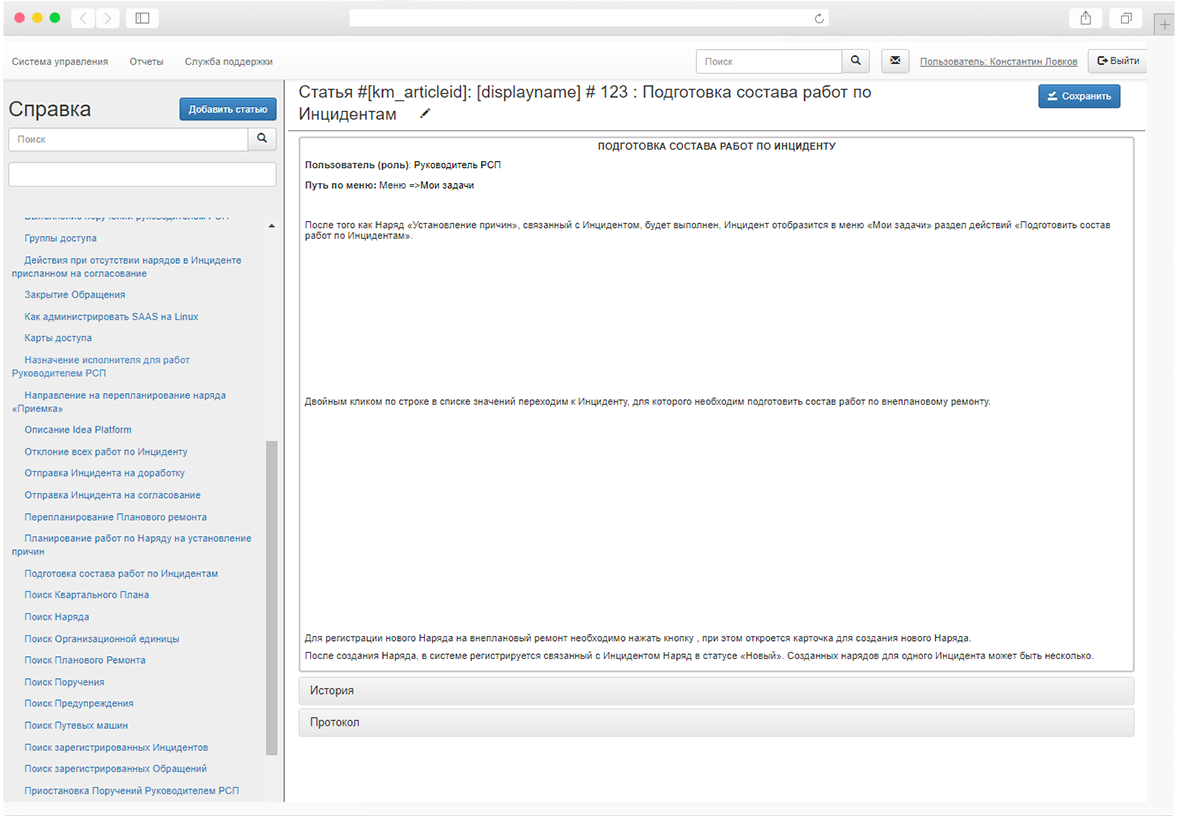 Система управления Отчеты Служба поддержки Поиск Пользователь: Константин Ловков Выйти
Справка
Добавить статью
Поиск
Группы доступа
Действия при отсутствии нарядов в Инциденте
присланном на согласование
Закрытие Обращения
Как администрировать SAAS на Linux
Карты доступа
Назначение исполнителя для работ
Руководителем РСП
Направление на перепланирование наряда
«Приемка»
Описание Idea Platform
Отклоние всех работ по Инциденту
Отправка Инцидента на доработку
Отправка Инцидента на согласование
Перепланирование Планового ремонта
Планирование работ по Наряду на установление
причин
Подготовка состава работ по Инцидентам
Поиск Квартального Плана
Поиск Наряда
Поиск Организационной единицы
Поиск Планового Ремонта
Поиск Поручения
Поиск Предупреждения
Поиск Путевых машин
Поиск зарегистрированных Инцидентов
Поиск зарегистрированных Обращений
Приостановка Поручений Руководителем РСП
Статья #[km_articleid]: [displayname] # 123 : Подготовка состава работ по
Инцидентам
Сохранить
ПОДГОТОВКА СОСТАВА РАБОТ ПО ИНЦИДЕНТУ
Пользователь (роль): Руководитель РСП
Путь по меню: Меню =>Мои задачи
После того как Наряд «Установление причин», связанный с Инцидентом, будет выполнен, Инцидент отобразится в меню «Мои задачи» раздел действий «Подготовить состав
работ по Инцидентам».
Двойным кликом по строке в списке значений переходим к Инциденту, для которого необходим подготовить состав работ по внеплановому ремонту.
Для регистрации нового Наряда на внеплановый ремонт необходимо нажать кнопку , при этом откроется карточка для создания нового Наряда.
После создания Наряда, в системе регистрируется связанный с Инцидентом Наряд в статусе «Новый». Созданных нарядов для одного Инцидента может быть несколько.
История
Протокол